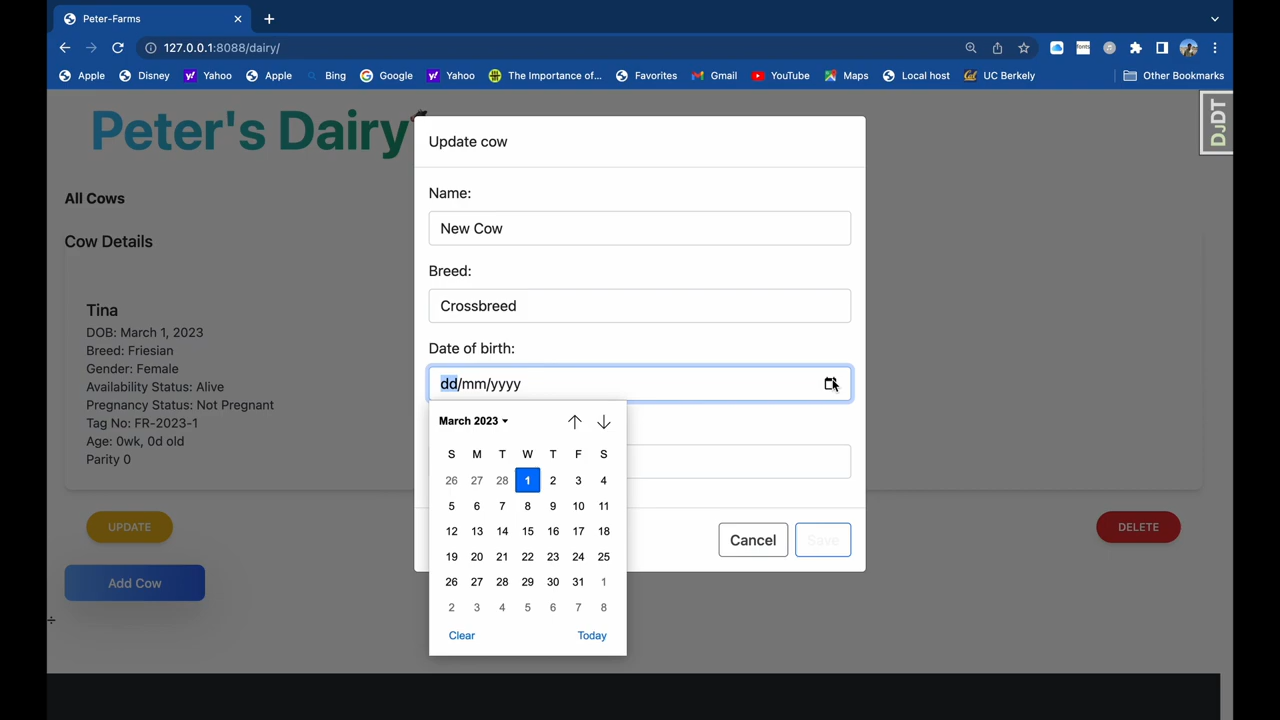 Peter-Farms
127.0.0.1:8088/dairy/
Apple Disney Yahoo Apple Bing Google Yahoo The Importance of... Favorites Gmail YouTube Maps Local host UC Berkely Other Bookmarks
fonts
Peter's Dairy
DJDT
All Cows
Cow Details
Tina
DOB: March 1, 2023
Breed: Friesian
Gender: Female
Availability Status: Alive
Pregnancy Status: Not Pregnant
Tag No: FR-2023-1
Age: 0wk, 0d old
Parity 0
UPDATE
DELETE
Add Cow
÷
Update cow
Name:
New Cow
Breed:
Crossbreed
Date of birth:
dd/mm/yyyy
March 2023
S M T W T F S
26 27 28 1 2 3 4
5 6 7 8 9 10 11
12 13 14 15 16 17 18
19 20 21 22 23 24 25
26 27 28 29 30 31 1
2 3 4 5 6 7 8
Clear Today
Cancel Save